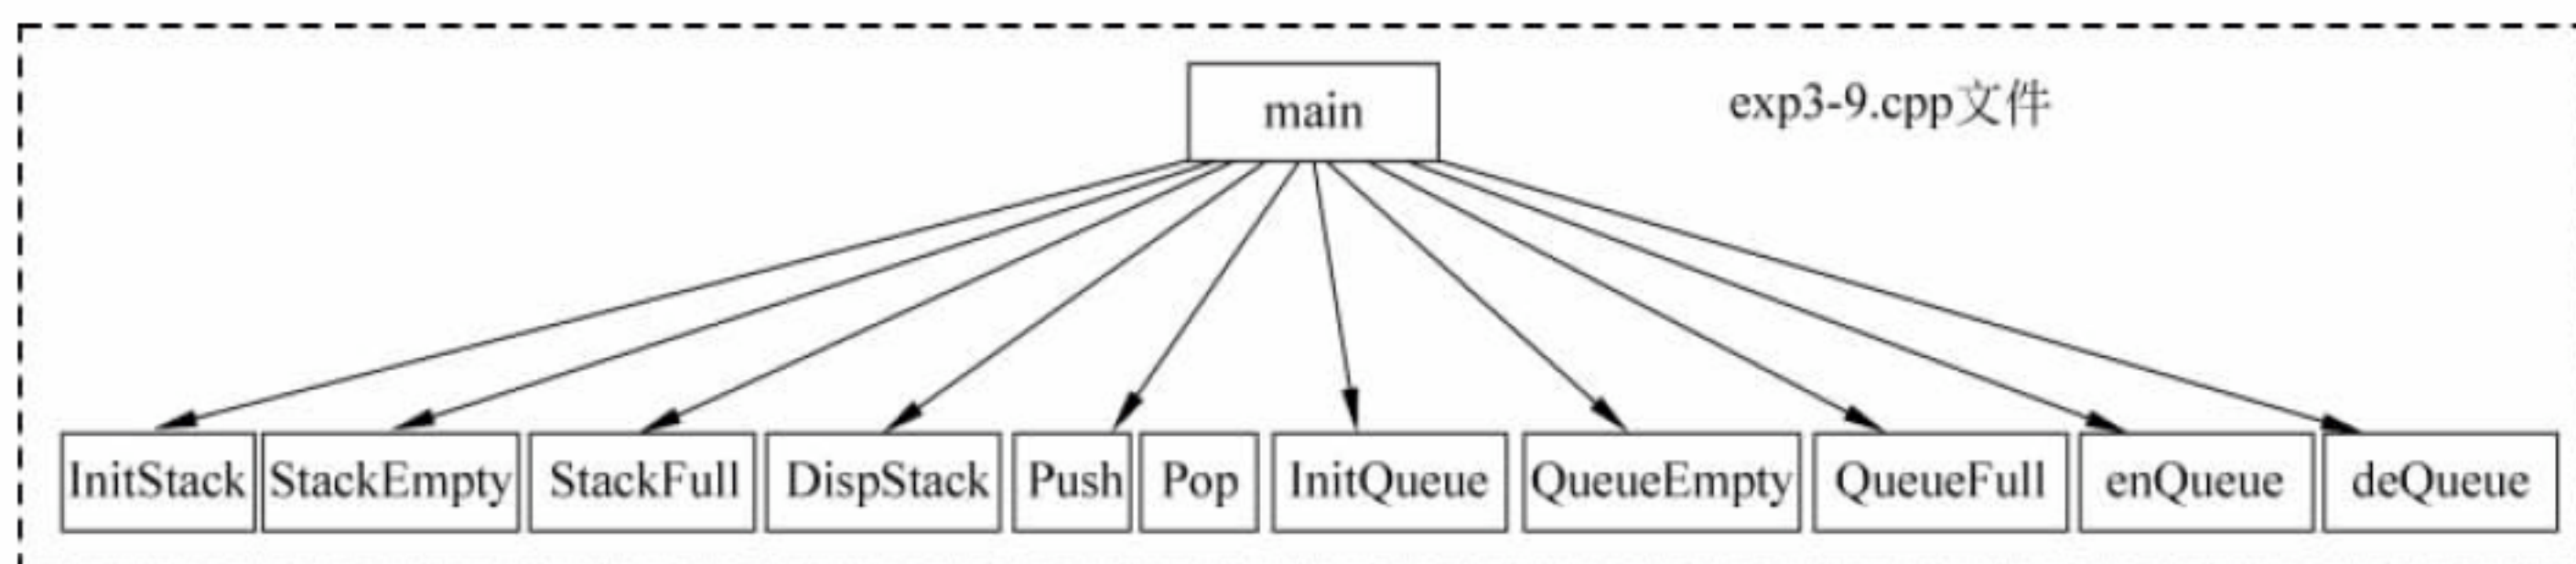 main
exp3-9.cpp文件
InitStack
StackEmpty
StackFull
DispStack
Push
Pop
InitQueue
QueueEmpty
QueueFull
enQueue
deQueue